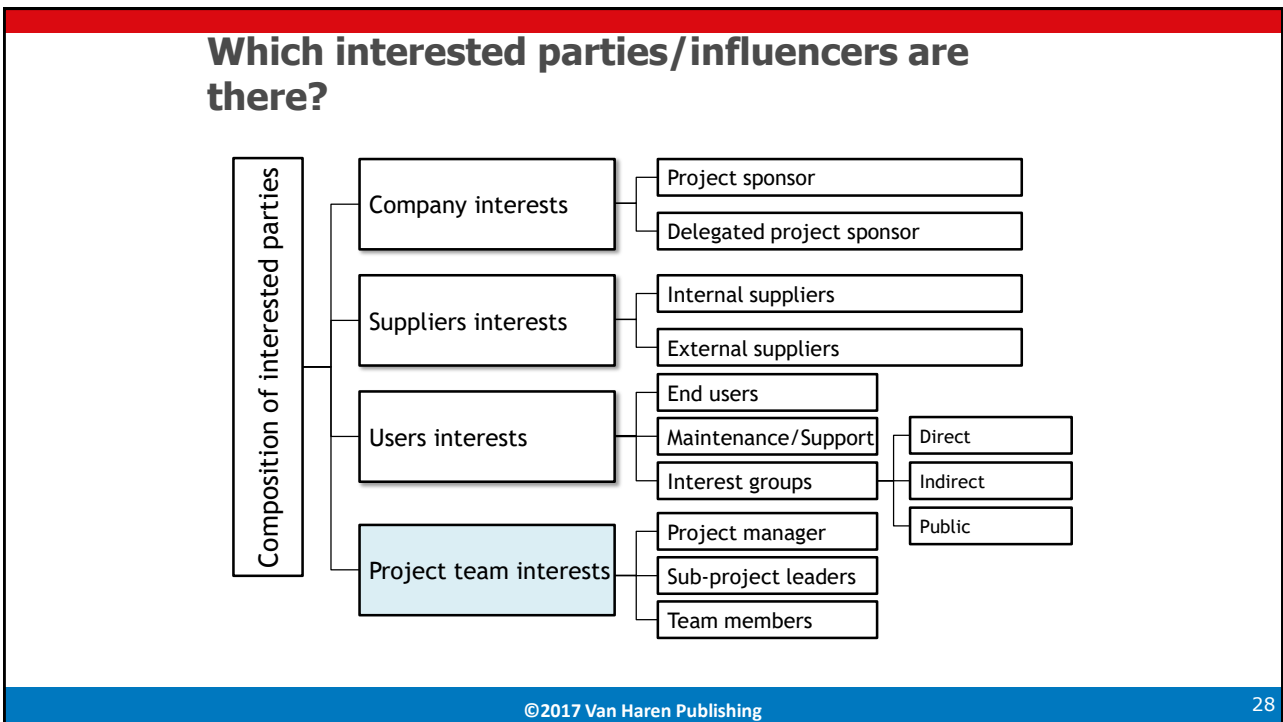 Which interested parties/influencers are
there?
Composition of interested parties
Company interests
Project sponsor
Delegated project sponsor
Suppliers interests
Internal suppliers
External suppliers
Users interests
End users
Maintenance/Support
Interest groups
Direct
Indirect
Public
Project team interests
Project manager
Sub-project leaders
Team members
©2017 Van Haren Publishing
28